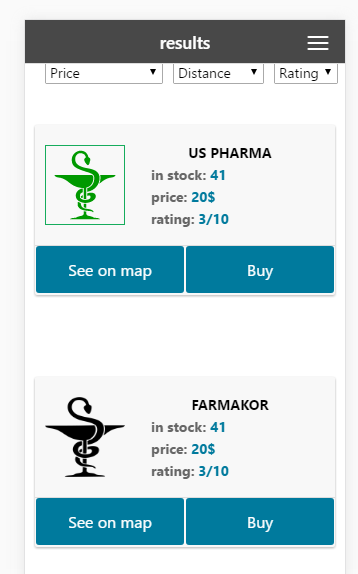 results
Price Distance Rating
US PHARMA
in stock: 41
price: 20$
rating: 3/10
See on map Buy
FARMAKOR
in stock: 41
price: 20$
rating: 3/10
See on map Buy